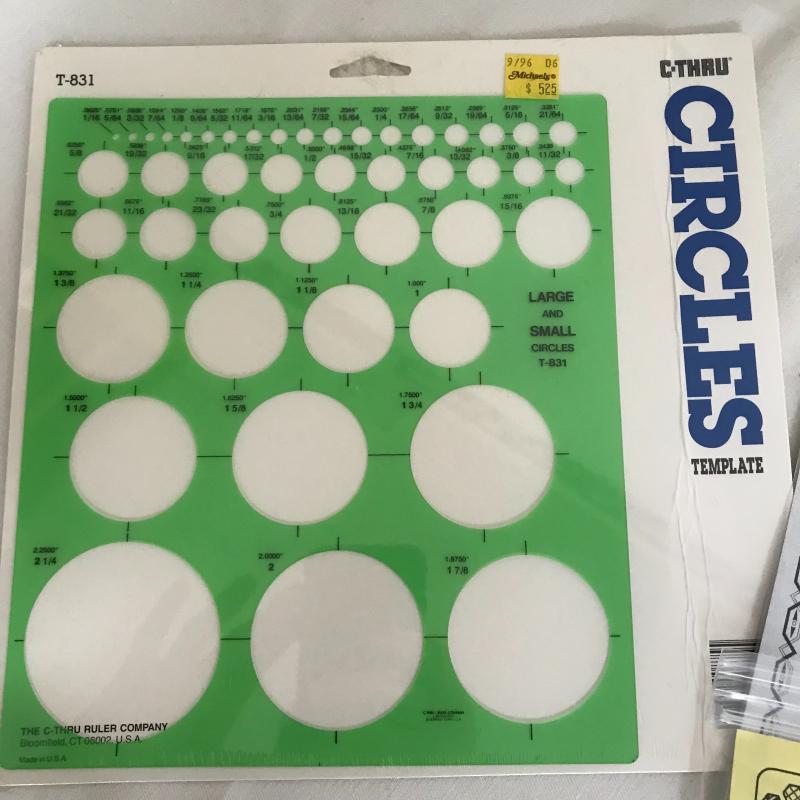 T-831
9/96 D6
Michaels
$ 5.25
C-THRU®
CIRCLES
TEMPLATE
1/16 5/64 3/32 7/64 1/8 9/64 5/32 11/64 3/16 13/64 7/32 15/64 1/4 17/64 9/32 19/64 5/16 21/64
5/8 19/32 9/16 17/32 1/2 15/32 7/16 13/32 3/8 11/32
21/32 11/16 23/32 3/4 13/16 7/8 15/16
1.3750" 1.2500" 1.1250" 1.000"
1 3/8 1 1/4 1 1/8 1
LARGE
AND
SMALL
CIRCLES
T-831
1.5000" 1.6250" 1.7500"
1 1/2 1 5/8 1 3/4
2.2500" 2.0000" 1.8750"
2 1/4 2 1 7/8
THE C-THRU RULER COMPANY
Bloomfield, CT 06002, U.S.A.
Made in U.S.A.